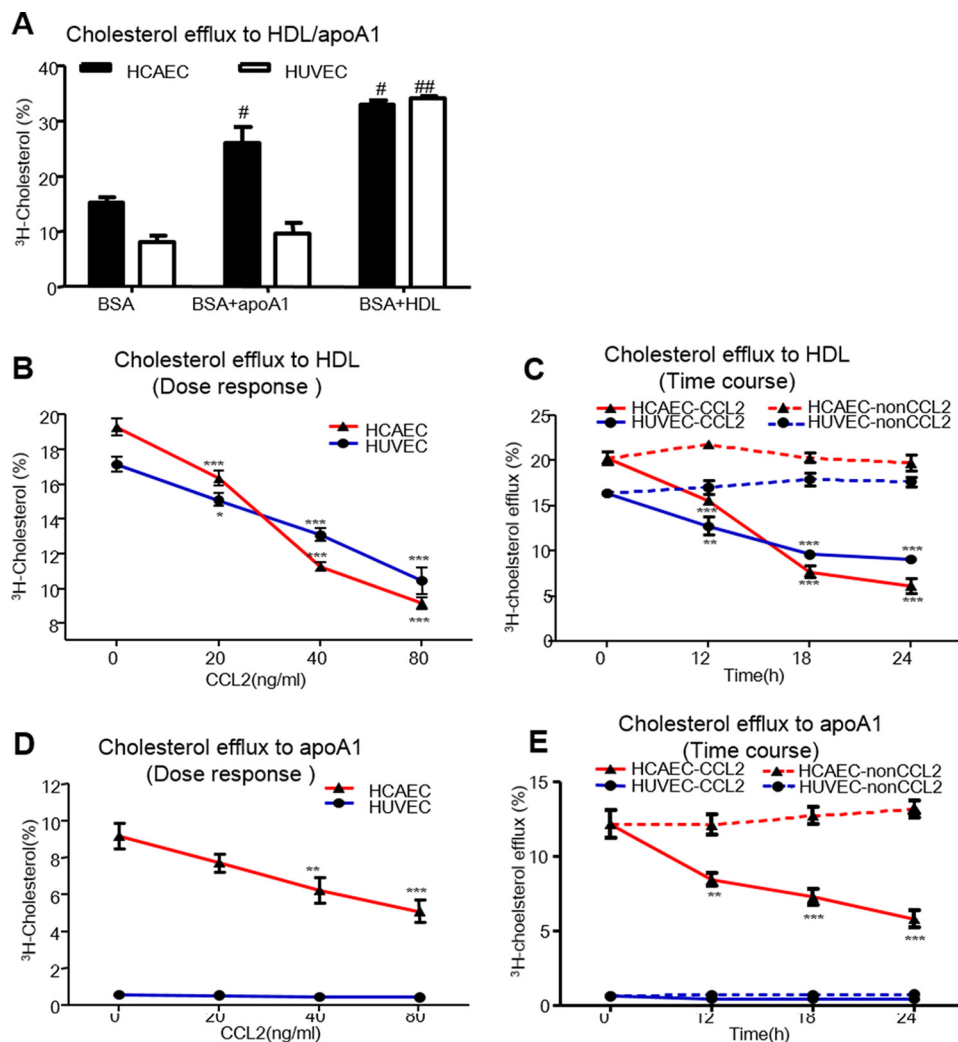 A
Cholesterol efflux to HDL/apoA1
HCAEC
HUVEC
³H-Cholesterol (%)
40
30
20
10
0
#
#
##
BSA
BSA+apoA1
BSA+HDL
B
Cholesterol efflux to HDL
(Dose response )
HCAEC
HUVEC
³H-Cholesterol (%)
20
18
16
14
12
10
8
***
*
***
***
***
***
0
20
40
80
CCL2(ng/ml)
C
Cholesterol efflux to HDL
(Time course)
HCAEC-CCL2
HCAEC-nonCCL2
HUVEC-CCL2
HUVEC-nonCCL2
³H-choelsterol efflux (%)
25
20
15
10
5
0
***
**
***
***
***
***
0
12
18
24
Time(h)
D
Cholesterol efflux to apoA1
(Dose response )
HCAEC
HUVEC
³H-Cholesterol(%)
12
10
8
6
4
2
0
**
***
0
20
40
80
CCL2(ng/ml)
E
Cholesterol efflux to apoA1
(Time course)
HCAEC-CCL2
HCAEC-nonCCL2
HUVEC-CCL2
HUVEC-nonCCL2
³H-choelsterol efflux (%)
15
10
5
0
**
***
***
0
12
18
24
Time(h)